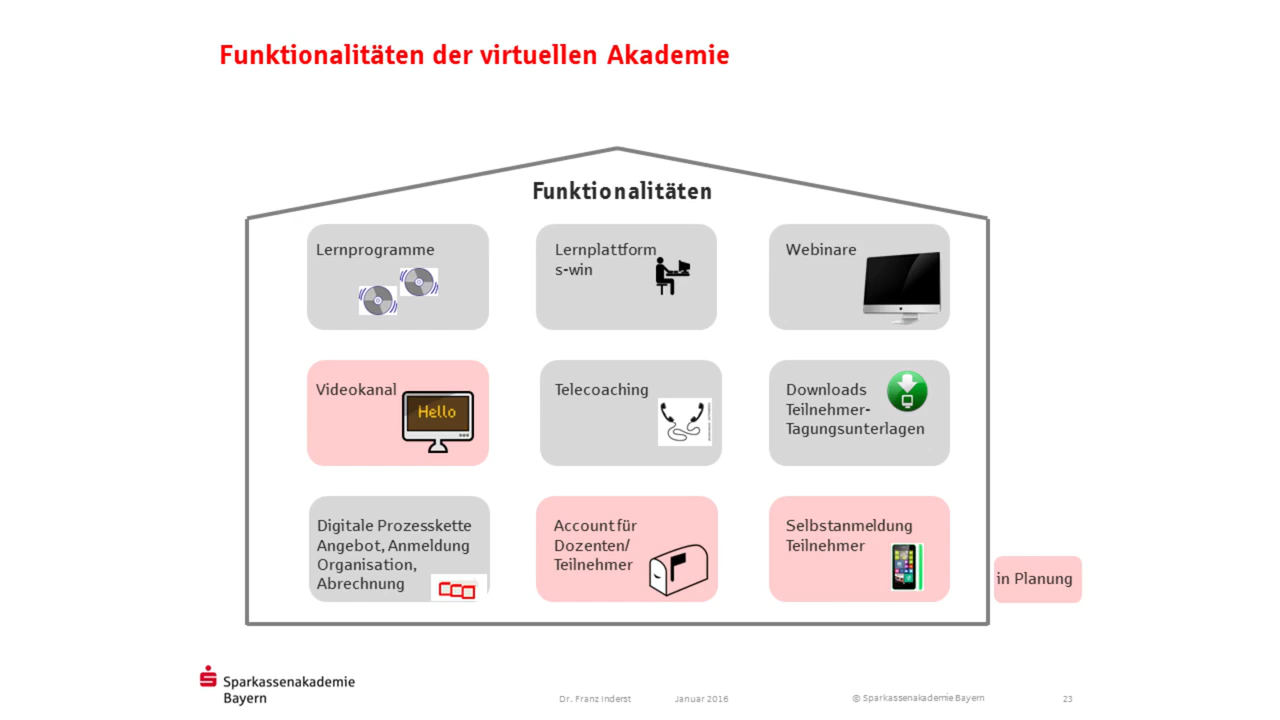 Funktionalitäten der virtuellen Akademie
Funktionalitäten
Lernprogramme
Lernplattform
s-win
Webinare
Videokanal
Hello
Telecoaching
Downloads
Teilnehmer-
Tagungsunterlagen
Digitale Prozesskette
Angebot, Anmeldung
Organisation,
Abrechnung
Account für
Dozenten/
Teilnehmer
Selbstanmeldung
Teilnehmer
in Planung
Sparkassenakademie
Bayern
Dr. Franz Inderst
Januar 2016
© Sparkassenakademie Bayern
23